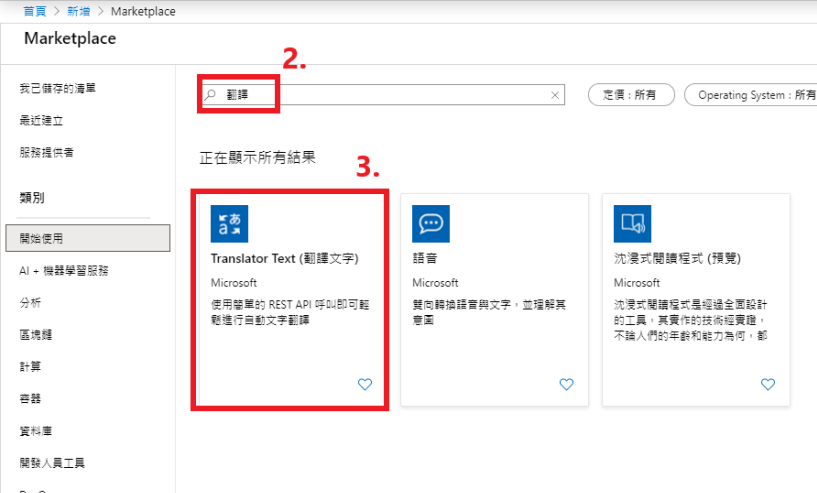 首頁 > 新增 > Marketplace
Marketplace
2.
我已儲存的清單
最近建立
服務提供者
類別
開始使用
AI + 機器學習服務
分析
區塊鏈
計算
容器
資料庫
開發人員工具
翻譯
定價：所有
Operating System：所有
正在顯示所有結果
3.
Translator Text (翻譯文字)
Microsoft
使用簡單的 REST API 呼叫即可輕
鬆進行自動文字翻譯
語音
Microsoft
雙向轉換語音與文字，並理解其
意圖
沈浸式閱讀程式 (預覽)
Microsoft
沈浸式閱讀程式是經過全面設計
的工具，其實作的技術經實證，
不論人們的年齡和能力為何，都